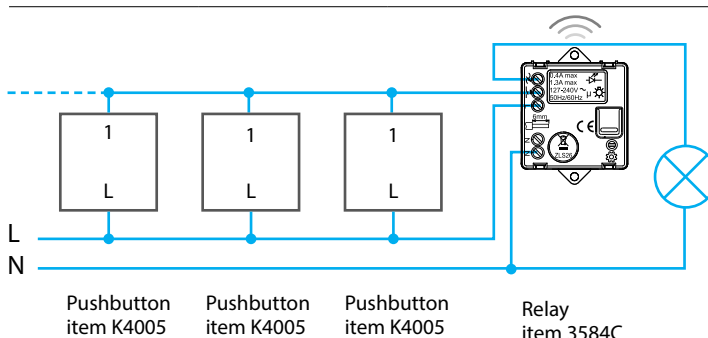 0,4A max
1,3A max
127-240V ~
50Hz/60Hz
μ
6mm
CE
N
N
ZLS26
1
1
1
L
L
L
L
N
Pushbutton
item K4005
Pushbutton
item K4005
Pushbutton
item K4005
Relay
item 3584C